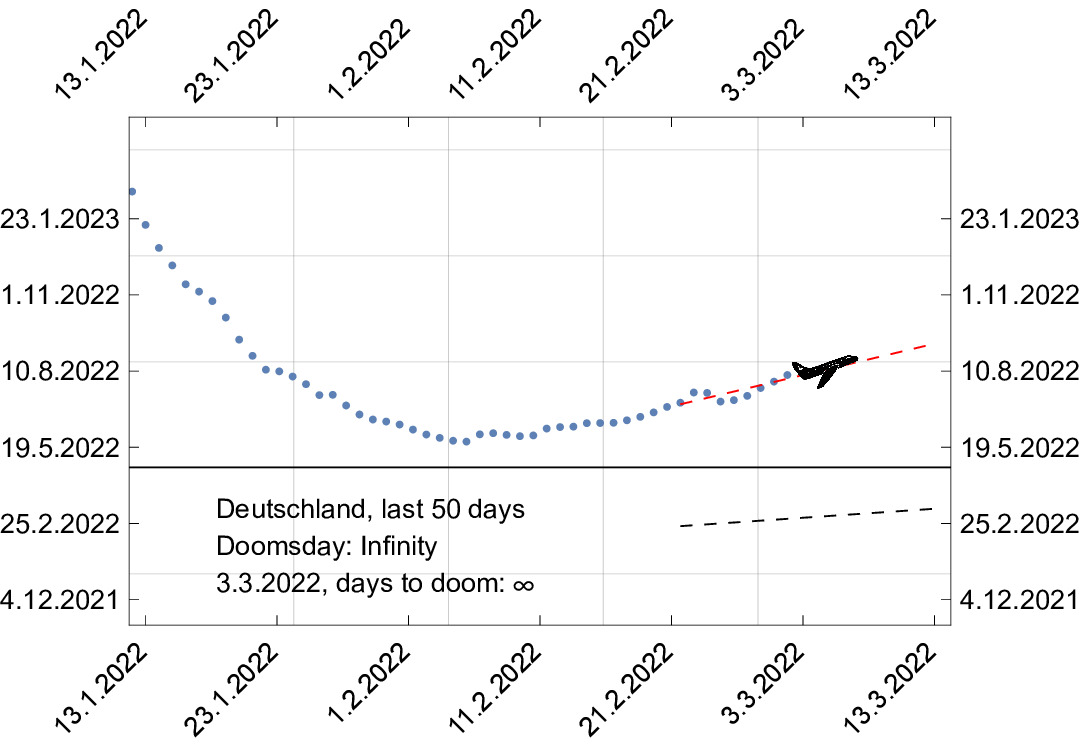 13.1.2022 23.1.2022 1.2.2022 11.2.2022 21.2.2022 3.3.2022 13.3.2022
23.1.2023 23.1.2023
1.11.2022 1.11.2022
10.8.2022 10.8.2022
19.5.2022 19.5.2022
Deutschland, last 50 days
25.2.2022 25.2.2022
Doomsday: Infinity
3.3.2022, days to doom: ∞
4.12.2021 4.12.2021
13.1.2022 23.1.2022 1.2.2022 11.2.2022 21.2.2022 3.3.2022 13.3.2022